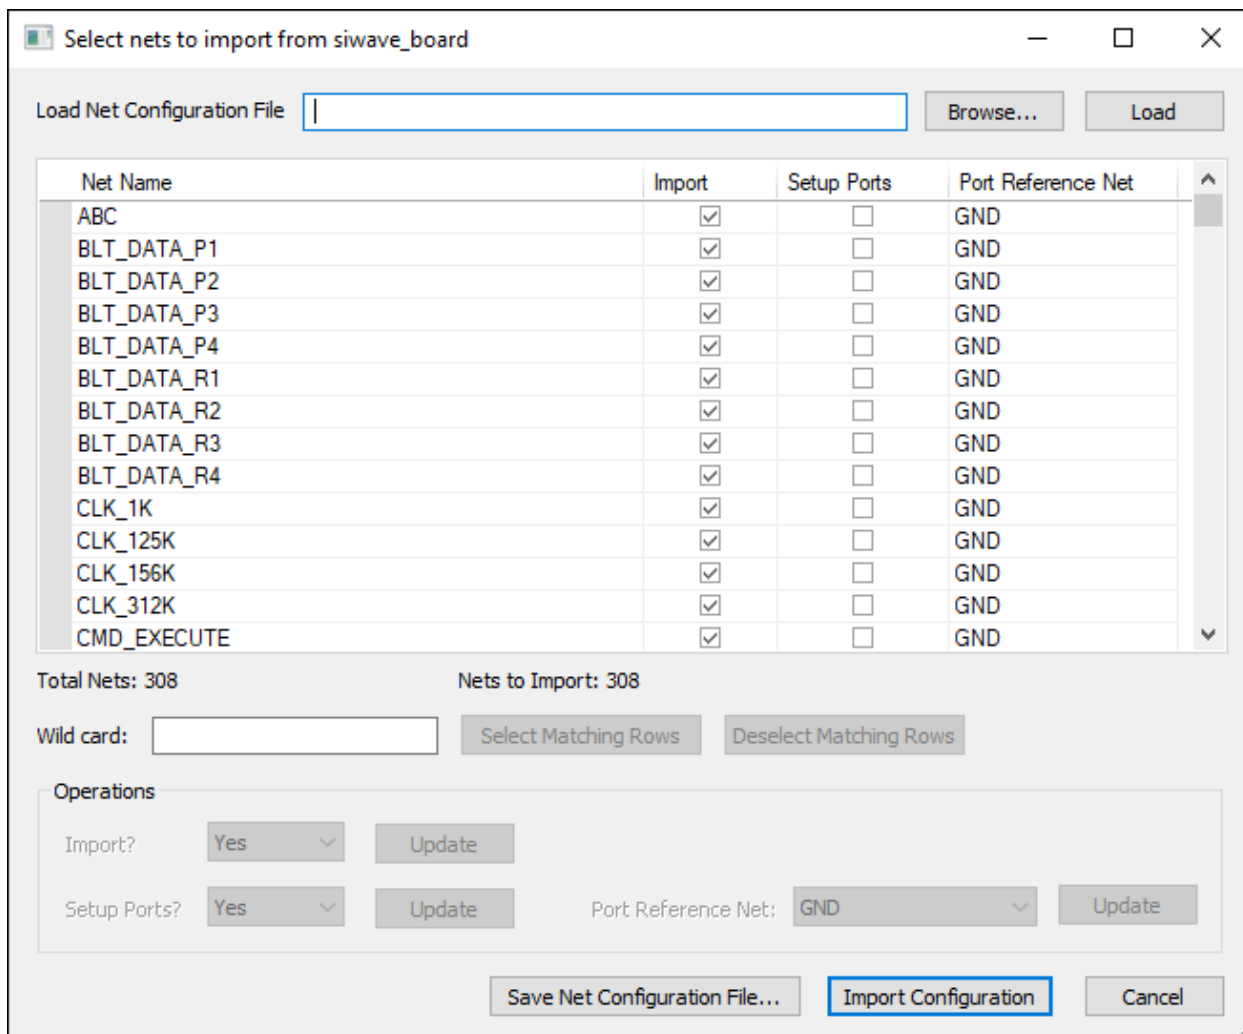 Select nets to import from siwave_board
Load Net Configuration File Browse... Load
Net Name Import Setup Ports Port Reference Net
ABC GND
BLT_DATA_P1 GND
BLT_DATA_P2 GND
BLT_DATA_P3 GND
BLT_DATA_P4 GND
BLT_DATA_R1 GND
BLT_DATA_R2 GND
BLT_DATA_R3 GND
BLT_DATA_R4 GND
CLK_1K GND
CLK_125K GND
CLK_156K GND
CLK_312K GND
CMD_EXECUTE GND
Total Nets: 308 Nets to Import: 308
Wild card: Select Matching Rows Deselect Matching Rows
Operations
Import? Yes Update
Setup Ports? Yes Update Port Reference Net: GND Update
Save Net Configuration File... Import Configuration Cancel